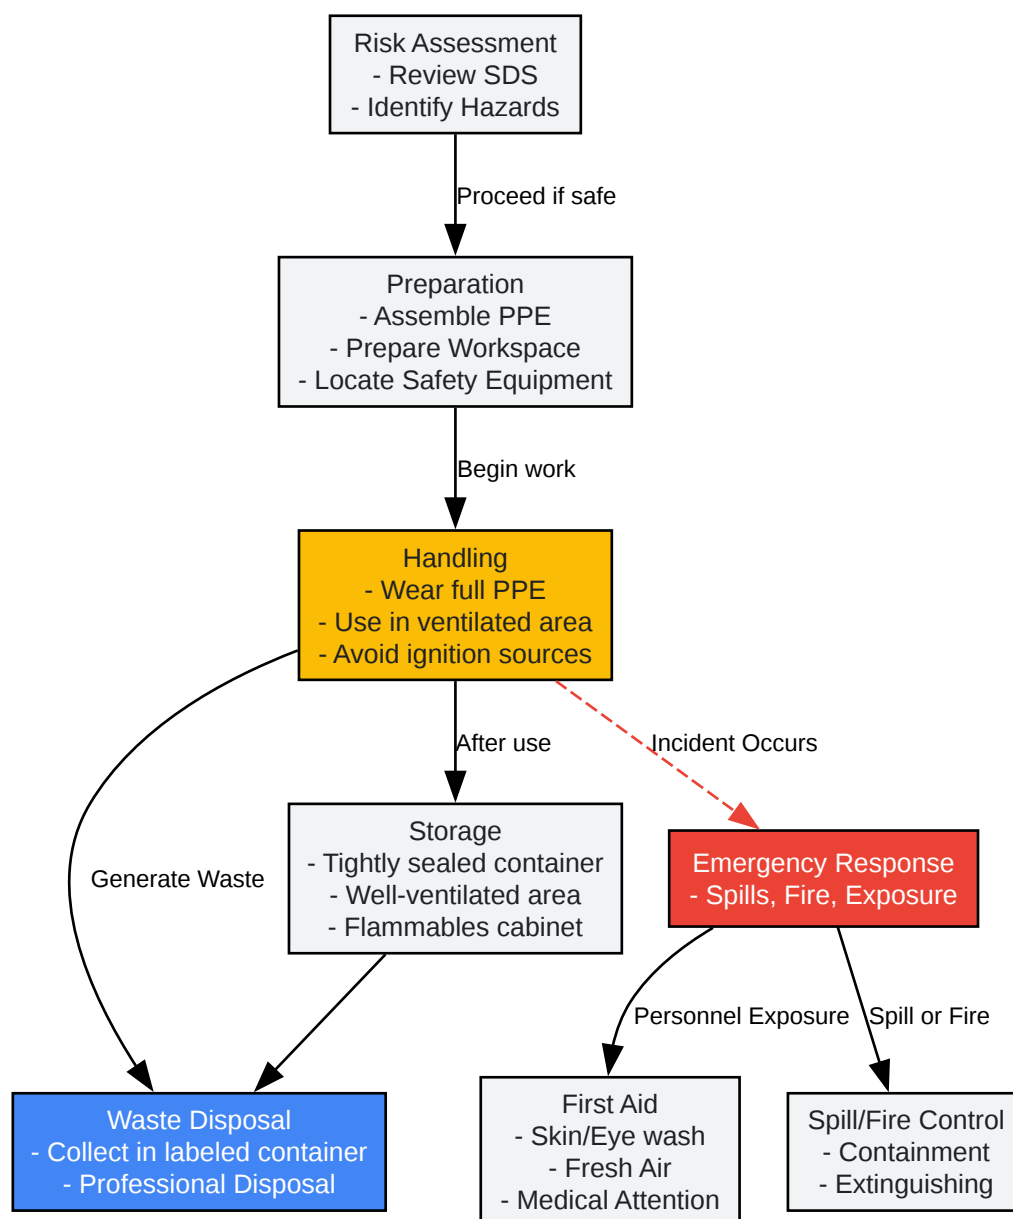 Risk Assessment
- Review SDS
- Identify Hazards
Proceed if safe
Preparation
- Assemble PPE
- Prepare Workspace
- Locate Safety Equipment
Begin work
Handling
- Wear full PPE
- Use in ventilated area
- Avoid ignition sources
After use
Incident Occurs
Generate Waste
Storage
- Tightly sealed container
- Well-ventilated area
- Flammables cabinet
Emergency Response
- Spills, Fire, Exposure
Personnel Exposure
Spill or Fire
Waste Disposal
- Collect in labeled container
- Professional Disposal
First Aid
- Skin/Eye wash
- Fresh Air
- Medical Attention
Spill/Fire Control
- Containment
- Extinguishing